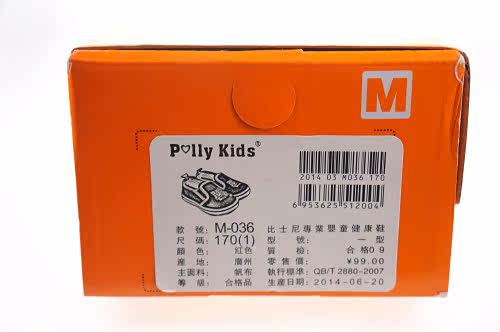 M
Polly Kids®
2014 03 M036 170
6 953625 512004
款號: M-036 比士尼專業嬰童健康鞋
尺碼: 170(1) 型號: 一型
顏色: 紅色 質檢: 合格09
產地: 廣州 零售價: ¥99.00
主面料: 帆布 執行標準: QB/T 2880-2007
等級: 合格品 生產日期: 2014-06-20